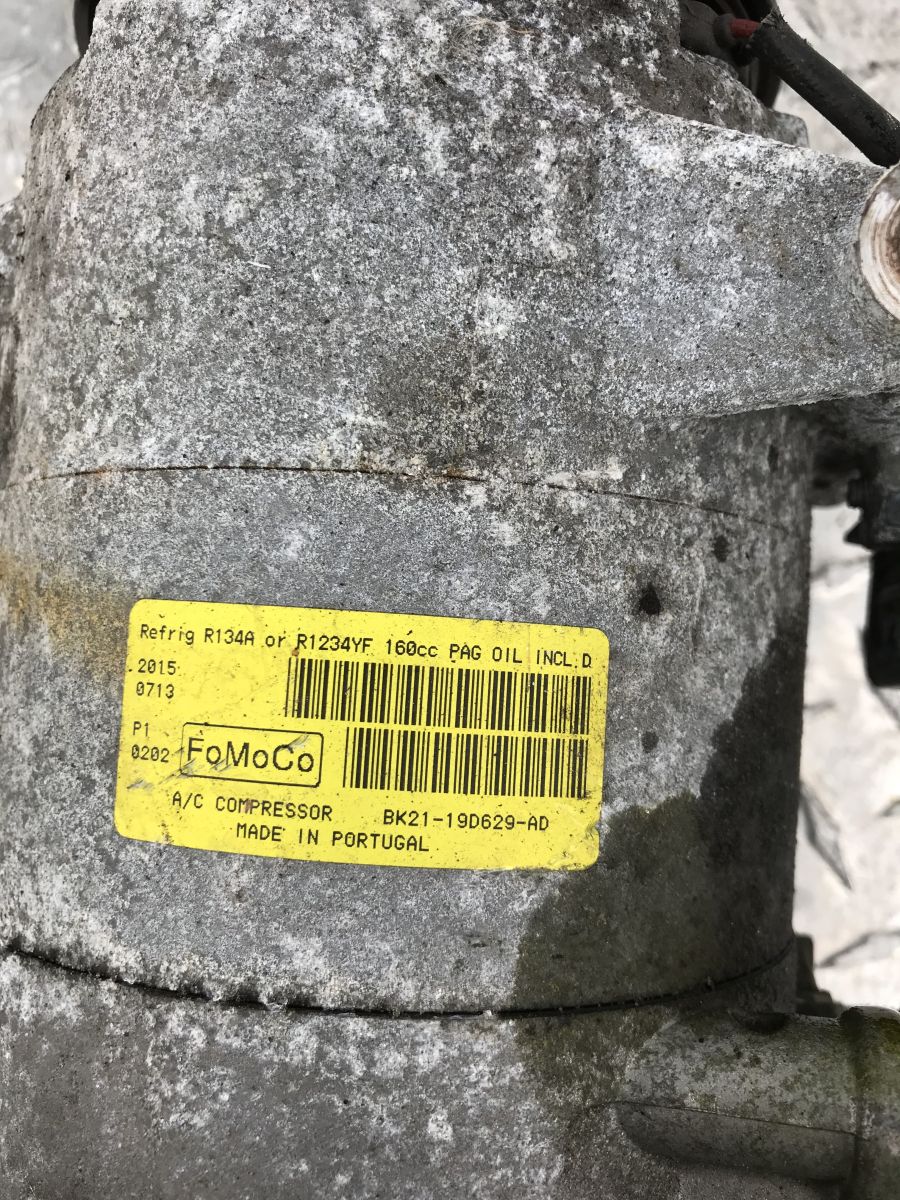 Refrig R134A or R1234YF 160cc PAG OIL INCL.D
2015
0713
P1
0202 FoMoCo
A/C COMPRESSOR BK21-19D629-AD
MADE IN PORTUGAL